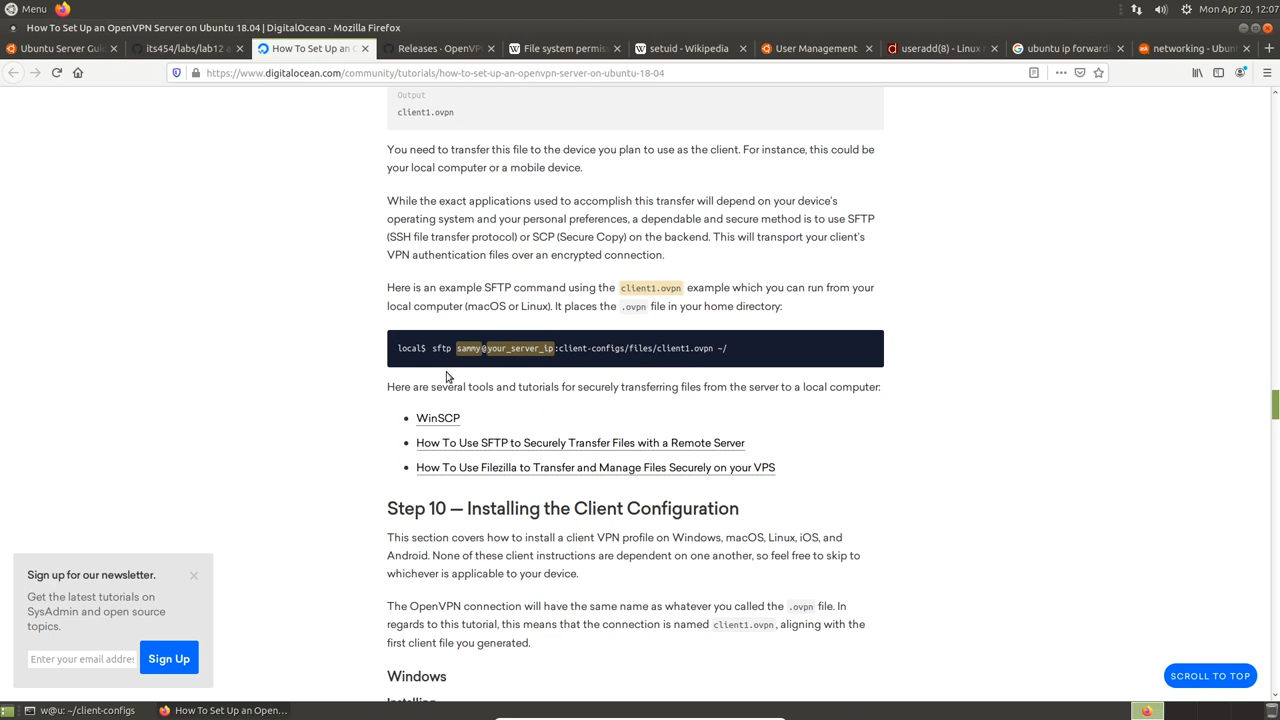 Menu
Mon Apr 20, 12:07
How To Set Up an OpenVPN Server on Ubuntu 18.04 | DigitalOcean - Mozilla Firefox
Ubuntu Server Gui
its454/labs/lab12 a
How To Set Up an O
Releases - OpenVP
File system permis
setuid - Wikipedia
User Management
useradd(8) - Linux m
ubuntu ip forwardi
networking - Ubun
https://www.digitalocean.com/community/tutorials/how-to-set-up-an-openvpn-server-on-ubuntu-18-04
Output
client1.ovpn
You need to transfer this file to the device you plan to use as the client. For instance, this could be
your local computer or a mobile device.
While the exact applications used to accomplish this transfer will depend on your device's
operating system and your personal preferences, a dependable and secure method is to use SFTP
(SSH file transfer protocol) or SCP (Secure Copy) on the backend. This will transport your client's
VPN authentication files over an encrypted connection.
Here is an example SFTP command using the client1.ovpn example which you can run from your
local computer (macOS or Linux). It places the .ovpn file in your home directory:
local$ sftp sammy@your_server_ip:client-configs/files/client1.ovpn ~/
Here are several tools and tutorials for securely transferring files from the server to a local computer:
• WinSCP
• How To Use SFTP to Securely Transfer Files with a Remote Server
• How To Use Filezilla to Transfer and Manage Files Securely on your VPS
Step 10 — Installing the Client Configuration
This section covers how to install a client VPN profile on Windows, macOS, Linux, iOS, and
Android. None of these client instructions are dependent on one another, so feel free to skip to
whichever is applicable to your device.
The OpenVPN connection will have the same name as whatever you called the .ovpn file. In
regards to this tutorial, this means that the connection is named client1.ovpn, aligning with the
first client file you generated.
Windows
Installing
Sign up for our newsletter.
Get the latest tutorials on
SysAdmin and open source
topics.
Enter your email addres
Sign Up
SCROLL TO TOP
w@u: ~/client-configs
How To Set Up an Open...